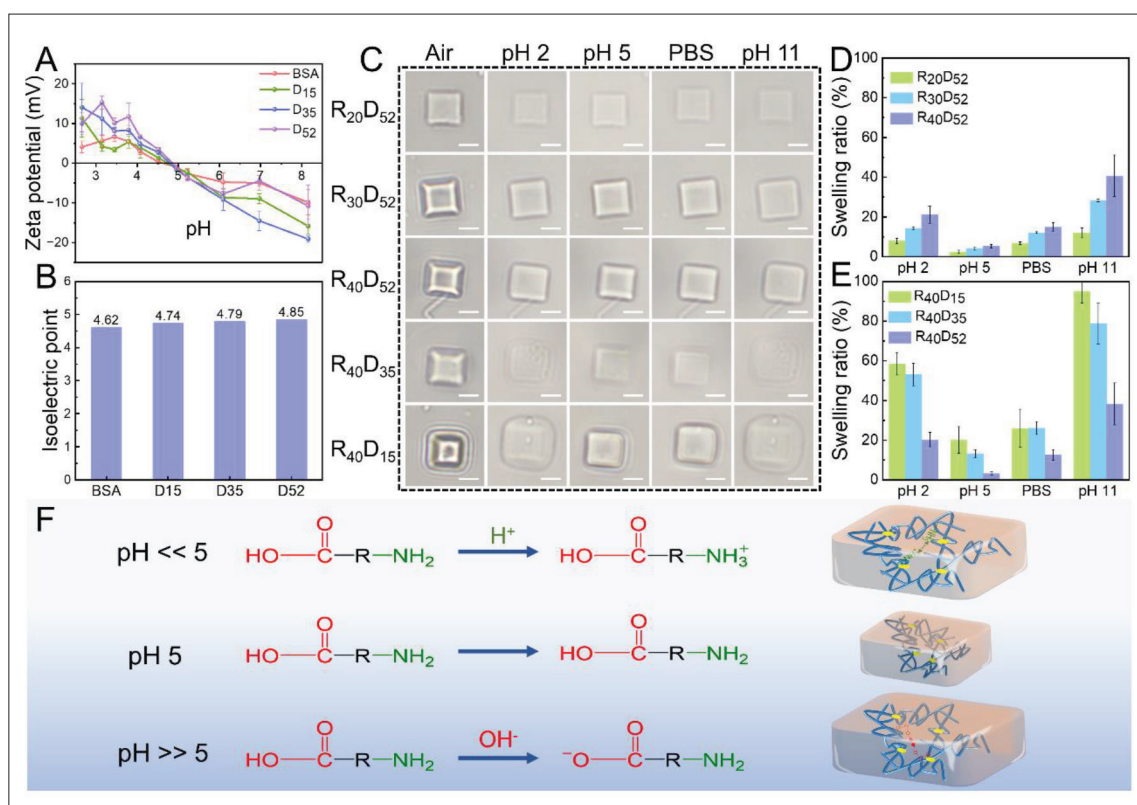 A
Zeta potential (mV)
20
10
0
−10
−20
3 4 5 6 7 8
pH
BSA
D15
D35
D52
B
Isoelectric point
6
5
4
3
2
1
0
4.62 4.74 4.79 4.85
BSA D15 D35 D52
C
Air pH 2 pH 5 PBS pH 11
R20D52
R30D52
R40D52
R40D35
R40D15
D
Swelling ratio (%)
100
80
60
40
20
0
R20D52
R30D52
R40D52
pH 2 pH 5 PBS pH 11
E
Swelling ratio (%)
100
80
60
40
20
0
R40D15
R40D35
R40D52
pH 2 pH 5 PBS pH 11
F
pH << 5 HO-C(=O)-R-NH2 H+ HO-C(=O)-R-NH3+
pH 5 HO-C(=O)-R-NH2 HO-C(=O)-R-NH2
pH >> 5 HO-C(=O)-R-NH2 OH- −O-C(=O)-R-NH2